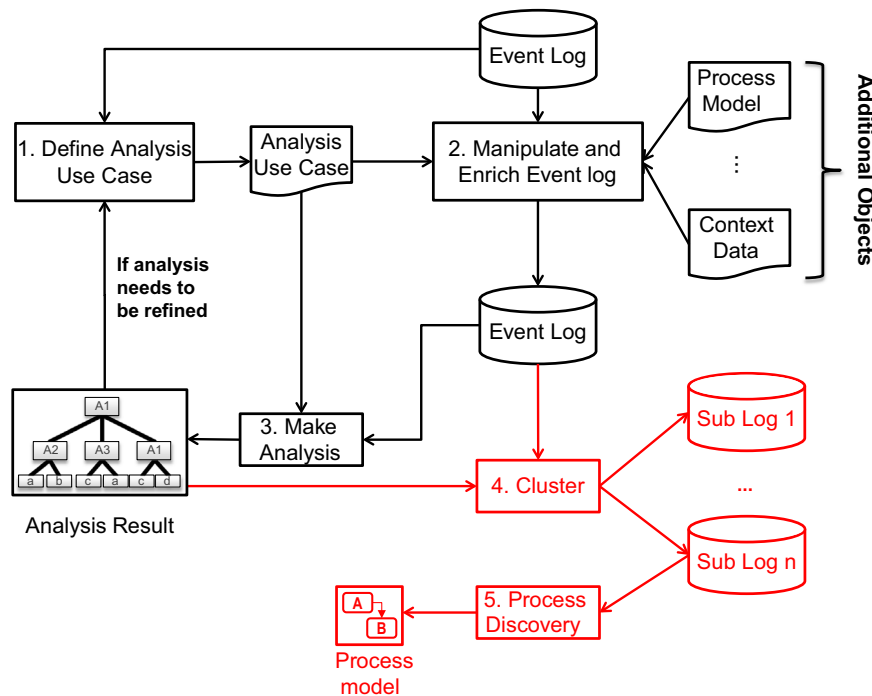 Event Log
Process
Model
Additional Objects
1. Define Analysis
Use Case
Analysis
Use Case
2. Manipulate and
Enrich Event log
...
Context
Data
If analysis
needs to
be refined
Event Log
A1
A2 A3 A1
a b c a c d
Analysis Result
3. Make
Analysis
4. Cluster
Sub Log 1
...
Sub Log n
5. Process
Discovery
A
B
Process
model